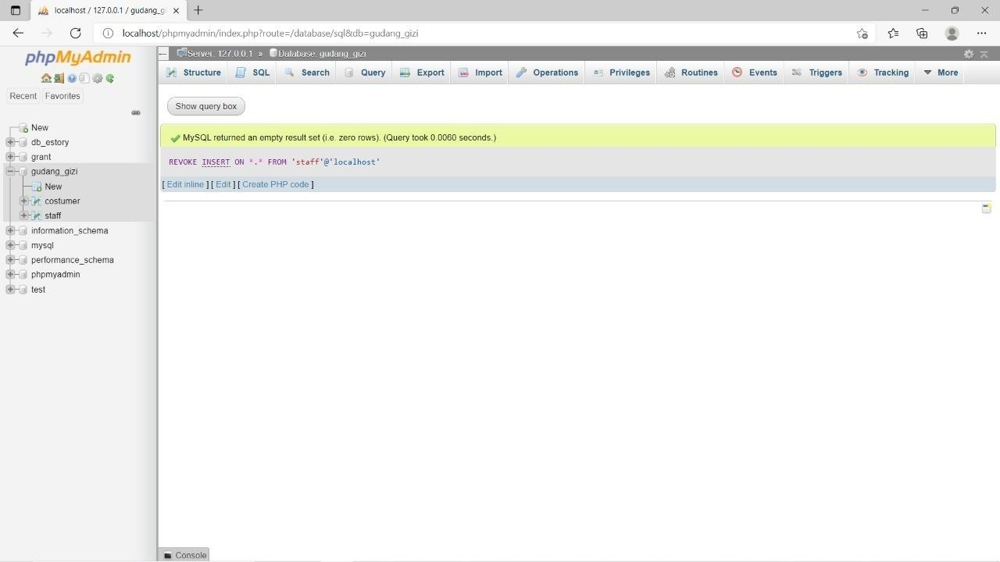 localhost / 127.0.0.1 / gudang_gi
localhost/phpmyadmin/index.php?route=/database/sql&db=gudang_gizi
phpMyAdmin
Recent Favorites
New
db_estory
grant
gudang_gizi
New
costumer
staff
information_schema
mysql
performance_schema
phpmyadmin
test
Server: 127.0.0.1 » Database: gudang_gizi
Structure SQL Search Query Export Import Operations Privileges Routines Events Triggers Tracking More
Show query box
MySQL returned an empty result set (i.e. zero rows). (Query took 0.0060 seconds.)
REVOKE INSERT ON *.* FROM 'staff'@'localhost'
[ Edit inline ] [ Edit ] [ Create PHP code ]
Console